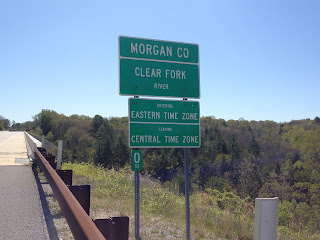 MORGAN CO
CLEAR FORK
RIVER
ENTERING
EASTERN TIME ZONE
LEAVING
CENTRAL TIME ZONE
0